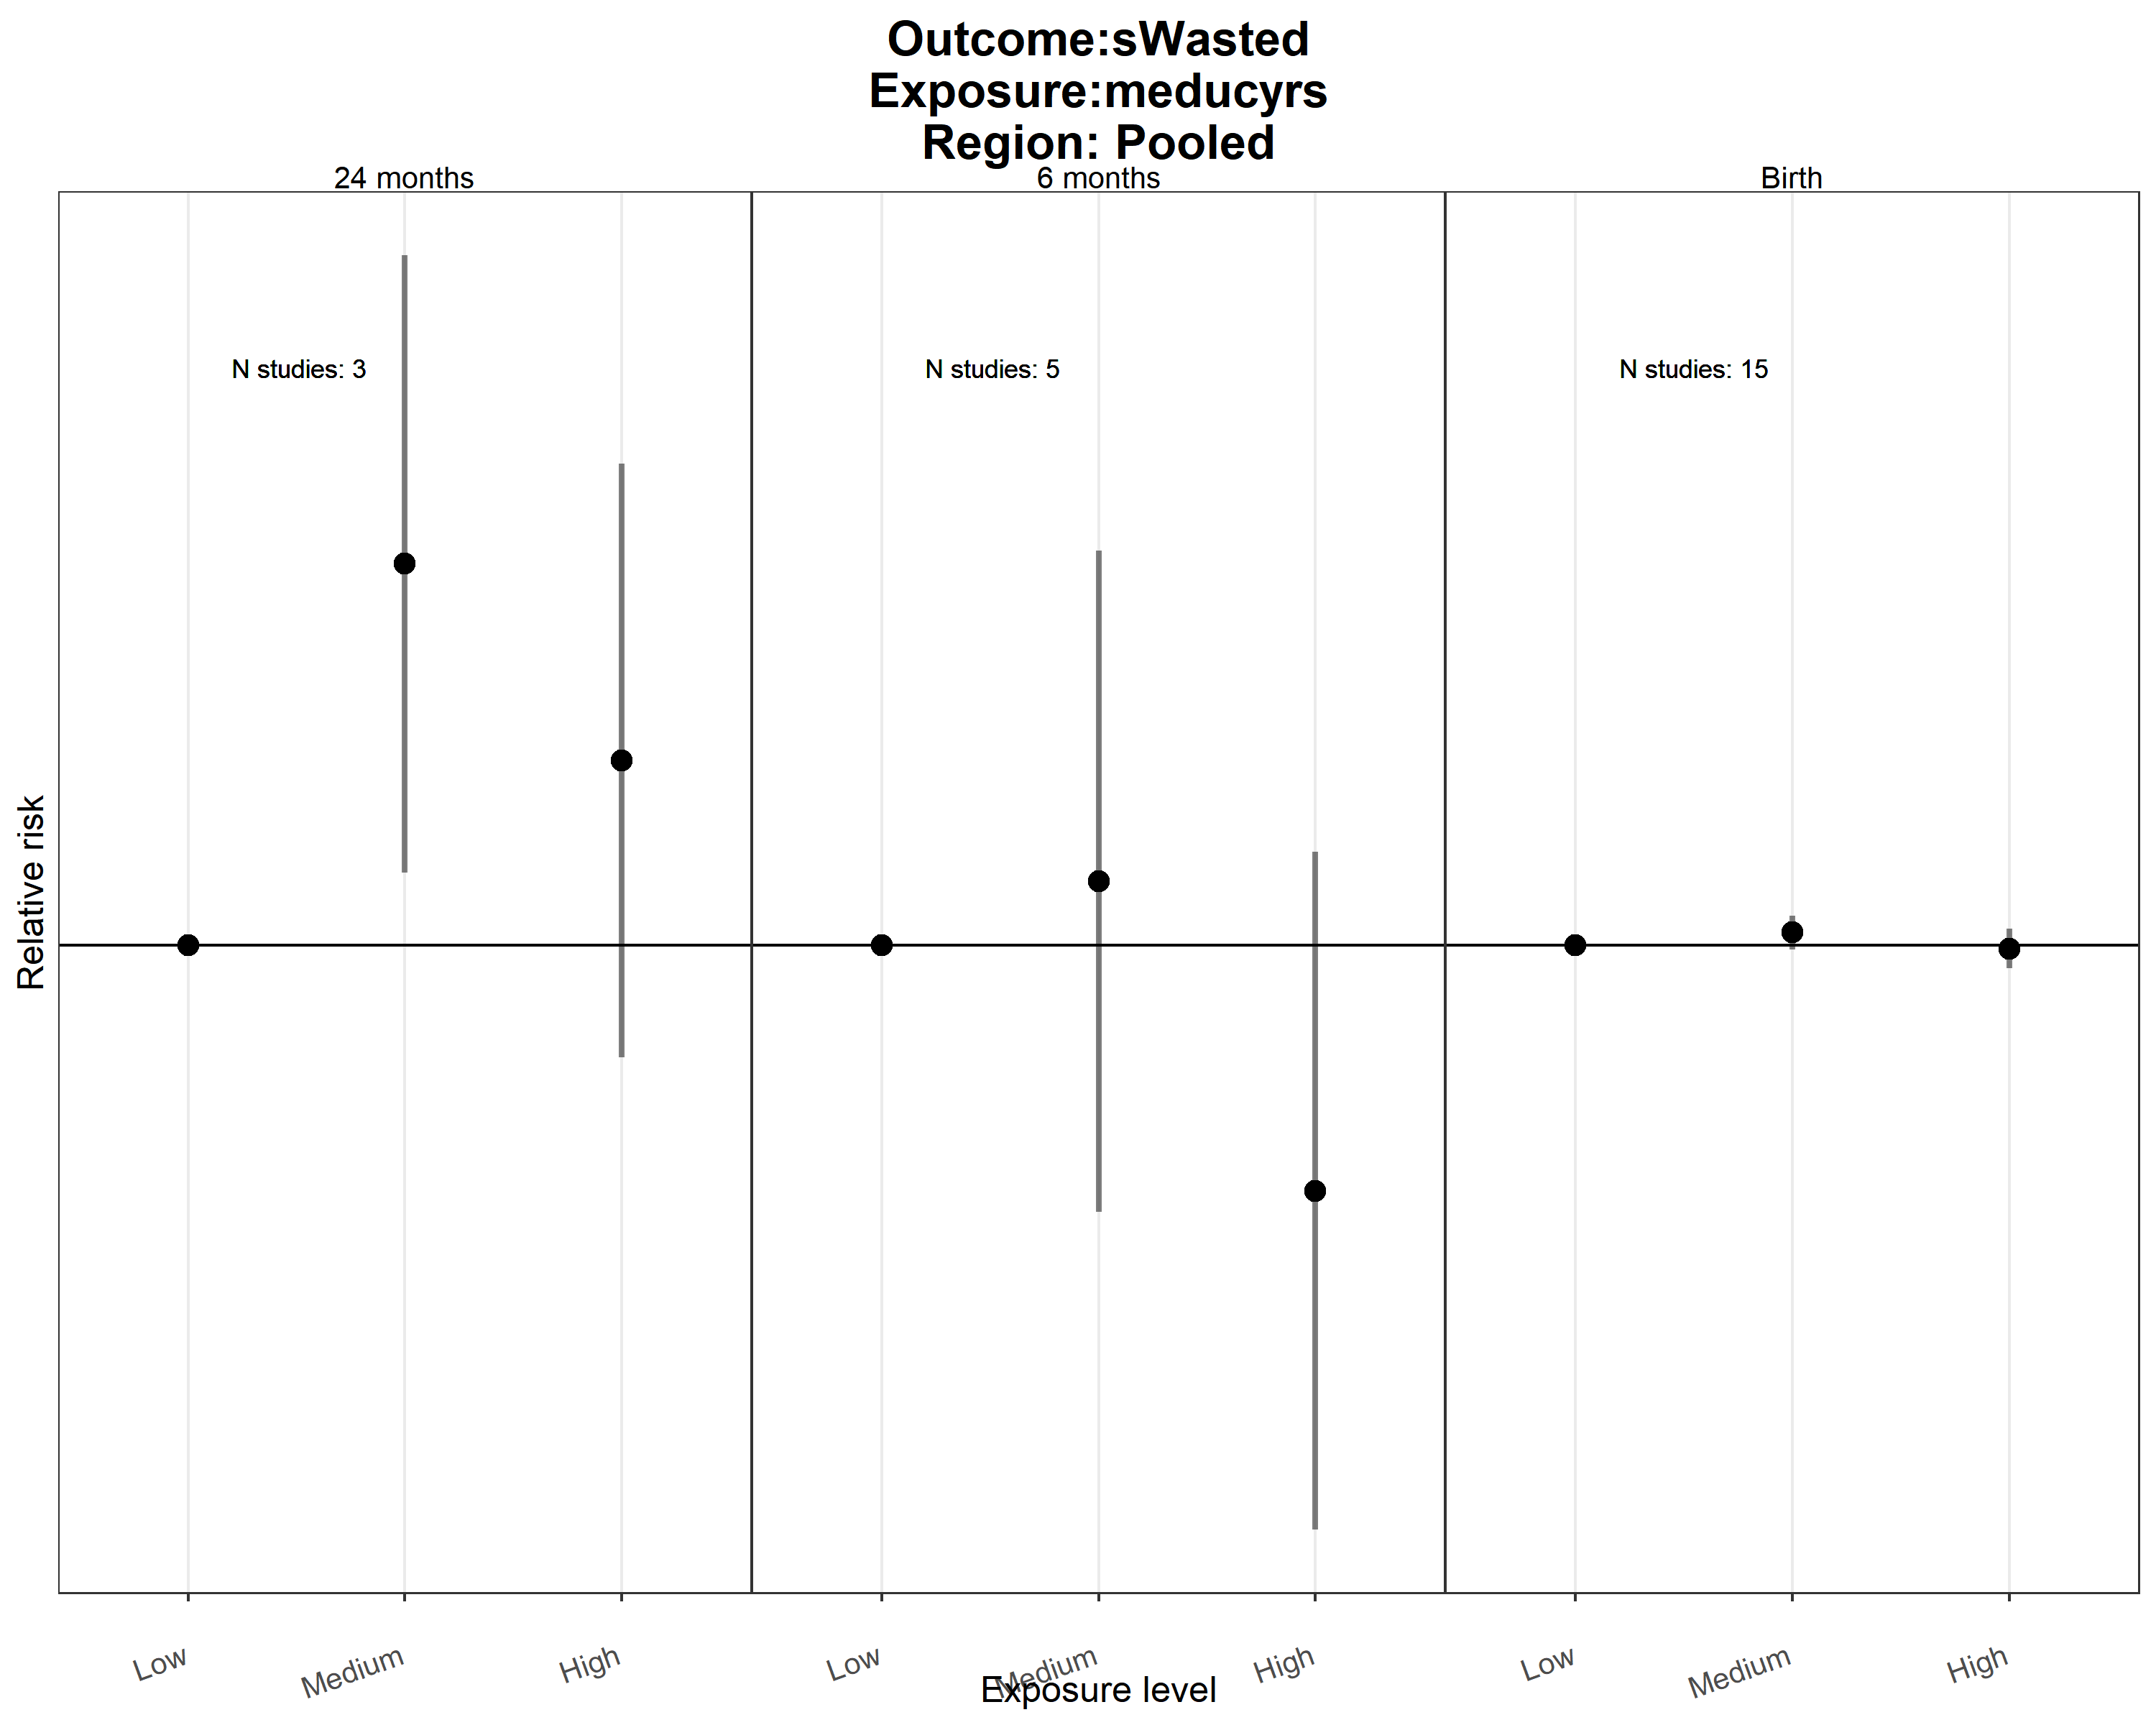 Outcome:sWasted
Exposure:meducyrs
Region: Pooled
24 months
6 months
Birth
N studies: 3
N studies: 5
N studies: 15
Relative risk
Low
Medium
High
Low
Medium
High
Low
Medium
High
Exposure level